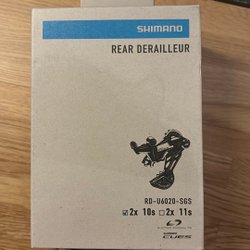 SHIMANO
REAR DERAILLEUR
RD-U6020-SGS
2x 10s 2x 11s
CUES